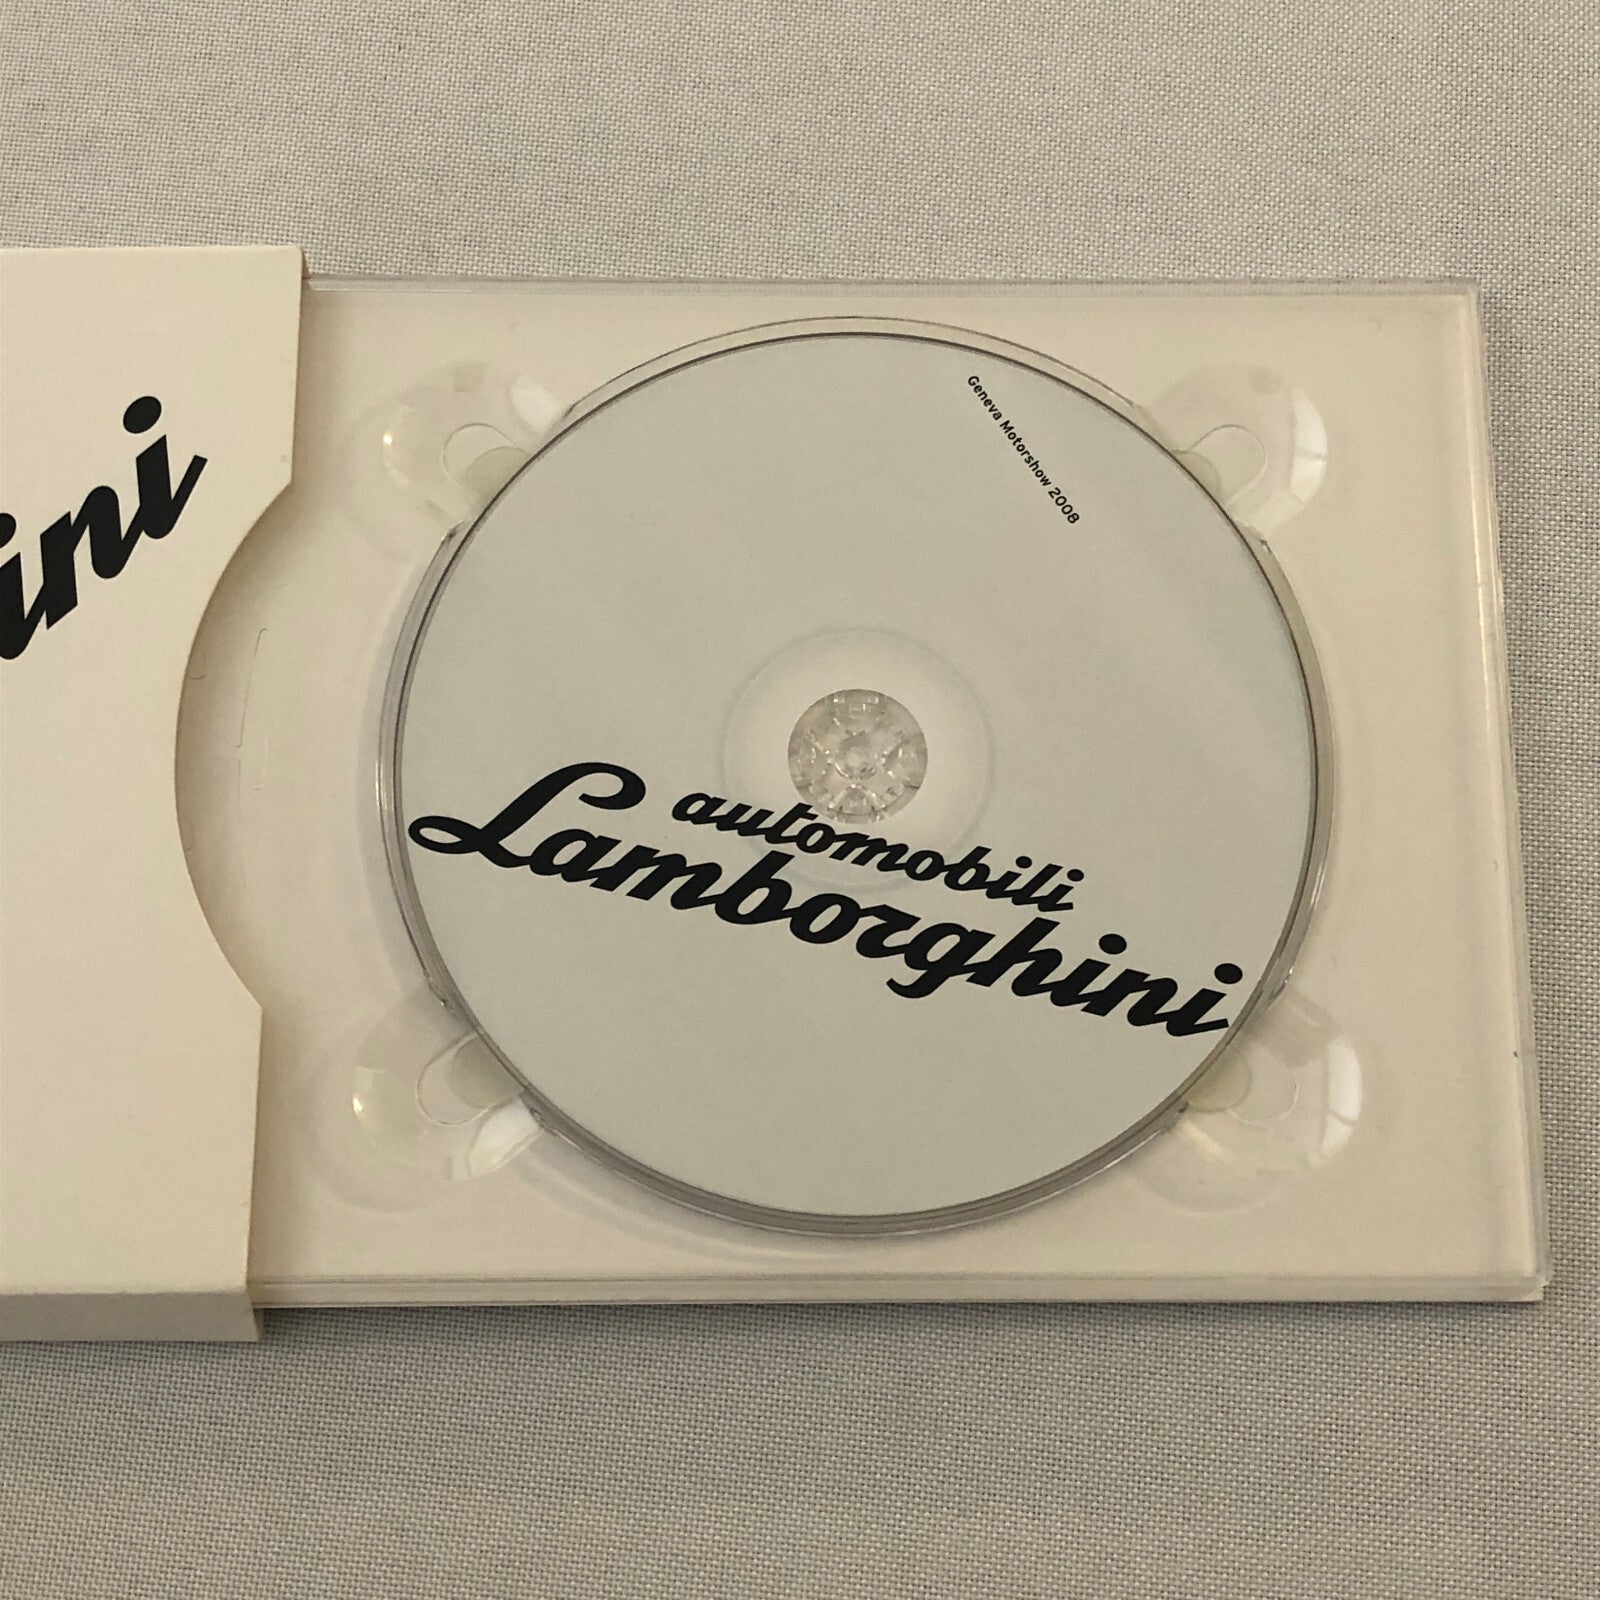 ini
Geneva Motorshow 2008
automobili
Lamborghini